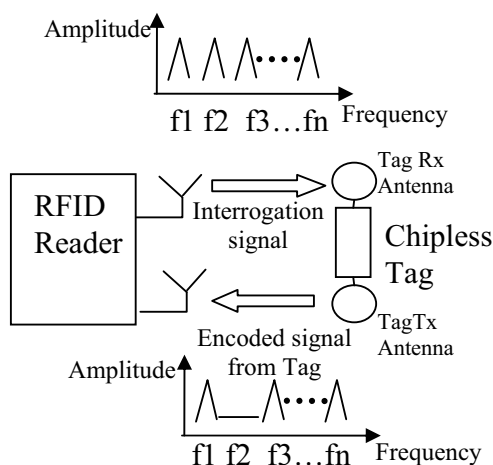 Amplitude
f1 f2 f3...fn
Frequency
RFID
Reader
Interrogation
signal
Tag Rx
Antenna
Chipless
Tag
TagTx
Antenna
Encoded signal
from Tag
Amplitude
f1 f2 f3...fn
Frequency